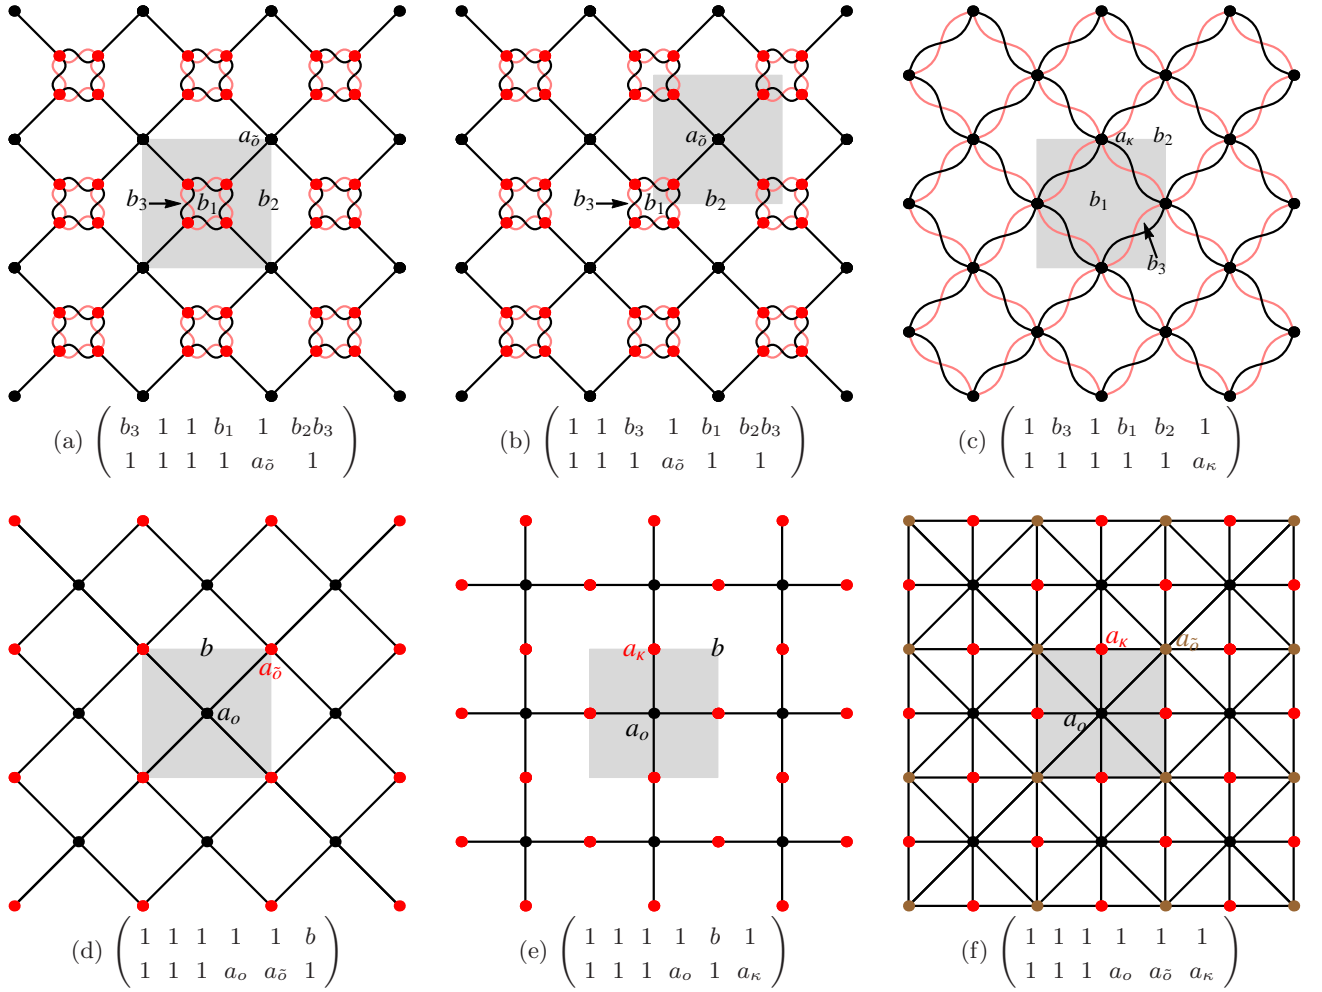 a_õ
b_3 b_1 b_2
a_õ
b_3 b_1 b_2
a_κ b_2
b_1
b_3
(a) ( b_3 1 1 b_1 1 b_2b_3 )
1 1 1 1 a_õ 1
(b) ( 1 1 b_3 1 b_1 b_2b_3 )
1 1 1 a_õ 1 1
(c) ( 1 b_3 1 b_1 b_2 1 )
1 1 1 1 1 a_κ
b
a_õ
a_o
a_κ b
a_o
a_κ a_õ
a_o
(d) ( 1 1 1 1 1 b )
1 1 1 a_o a_õ 1
(e) ( 1 1 1 1 b 1 )
1 1 1 a_o 1 a_κ
(f) ( 1 1 1 1 1 1 )
1 1 1 a_o a_õ a_κ